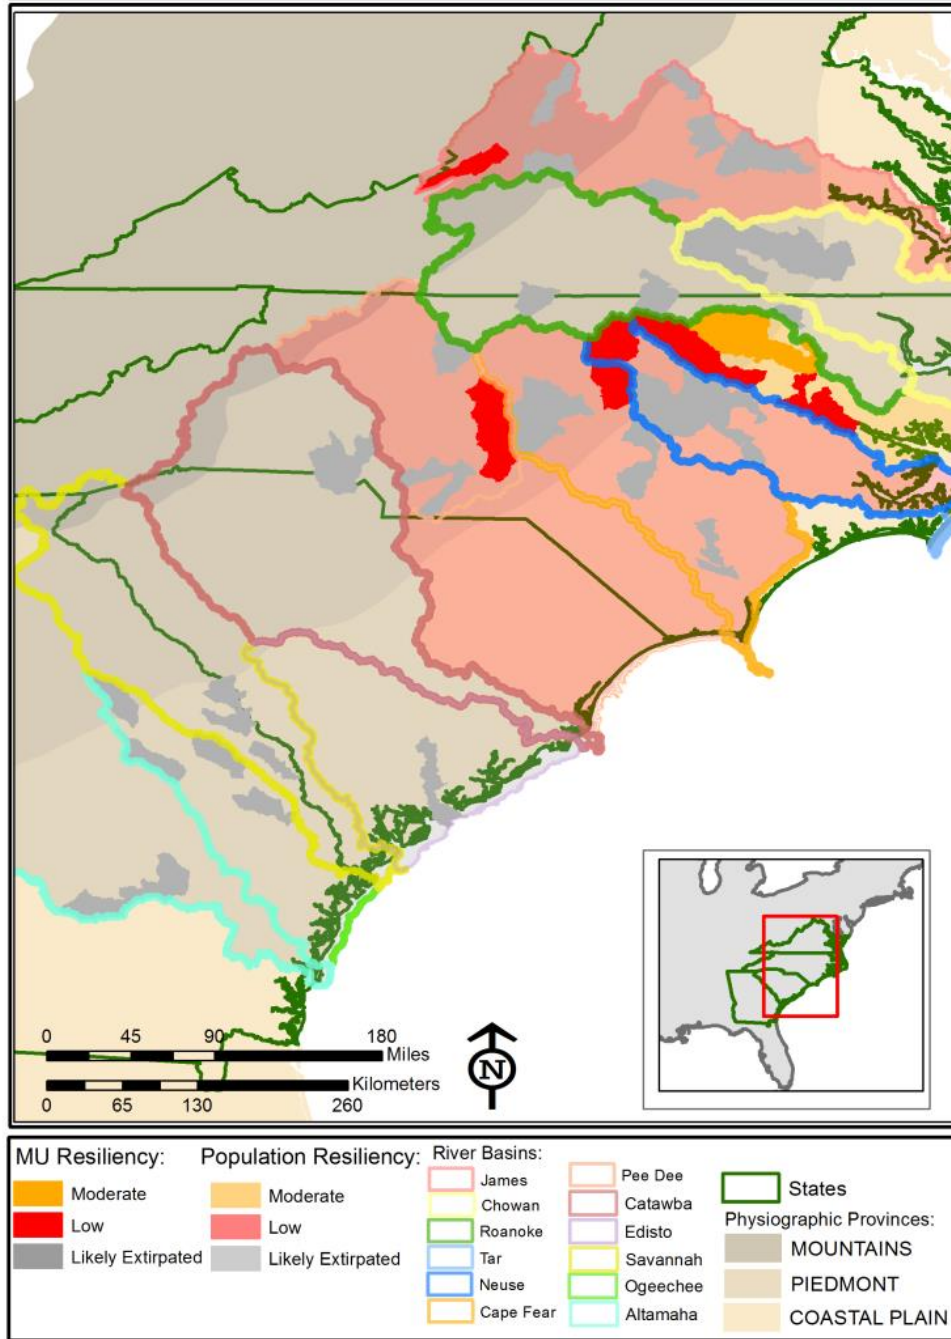 0 45 90 180
Miles
Kilometers
0 65 130 260
N
MU Resiliency:
Moderate
Low
Likely Extirpated
Population Resiliency:
Moderate
Low
Likely Extirpated
River Basins:
James
Chowan
Roanoke
Tar
Neuse
Cape Fear
Pee Dee
Catawba
Edisto
Savannah
Ogeechee
Altamaha
States
Physiographic Provinces:
MOUNTAINS
PIEDMONT
COASTAL PLAIN